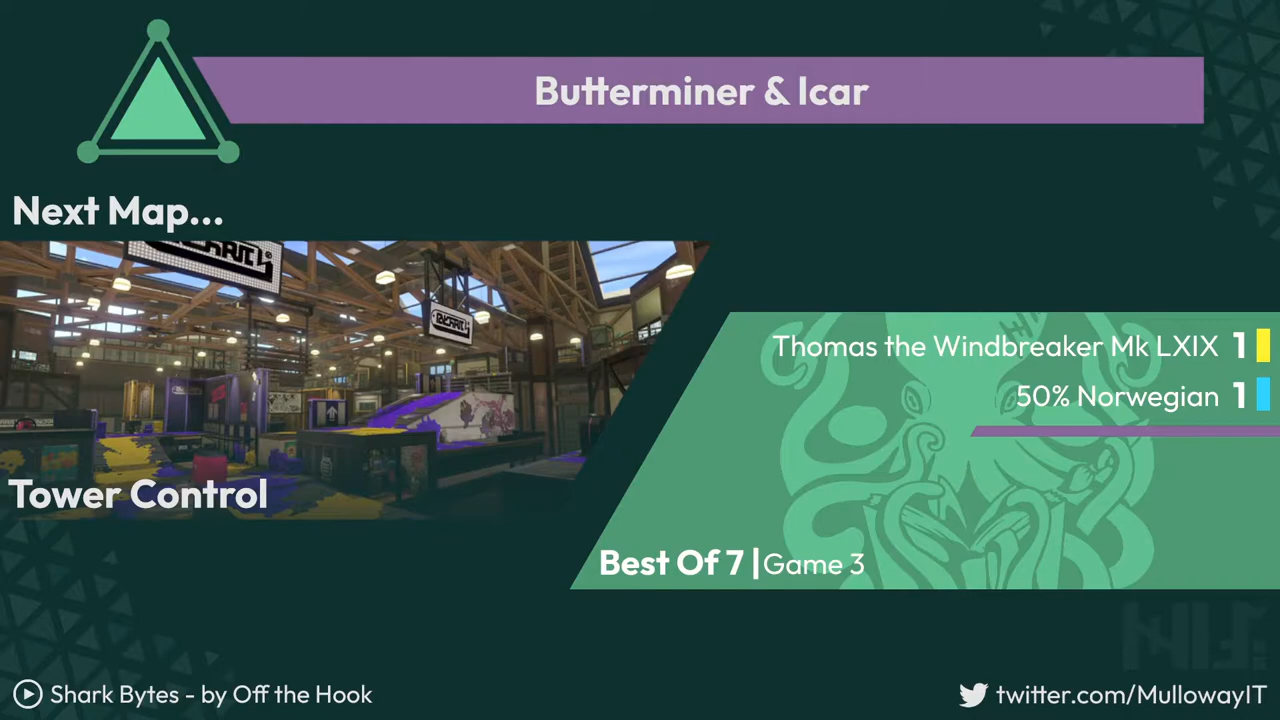 Butterminer & Icar
Next Map...
Tower Control
Thomas the Windbreaker Mk LXIX 1
50% Norwegian 1
Best Of 7 | Game 3
Shark Bytes - by Off the Hook
twitter.com/MullowayIT